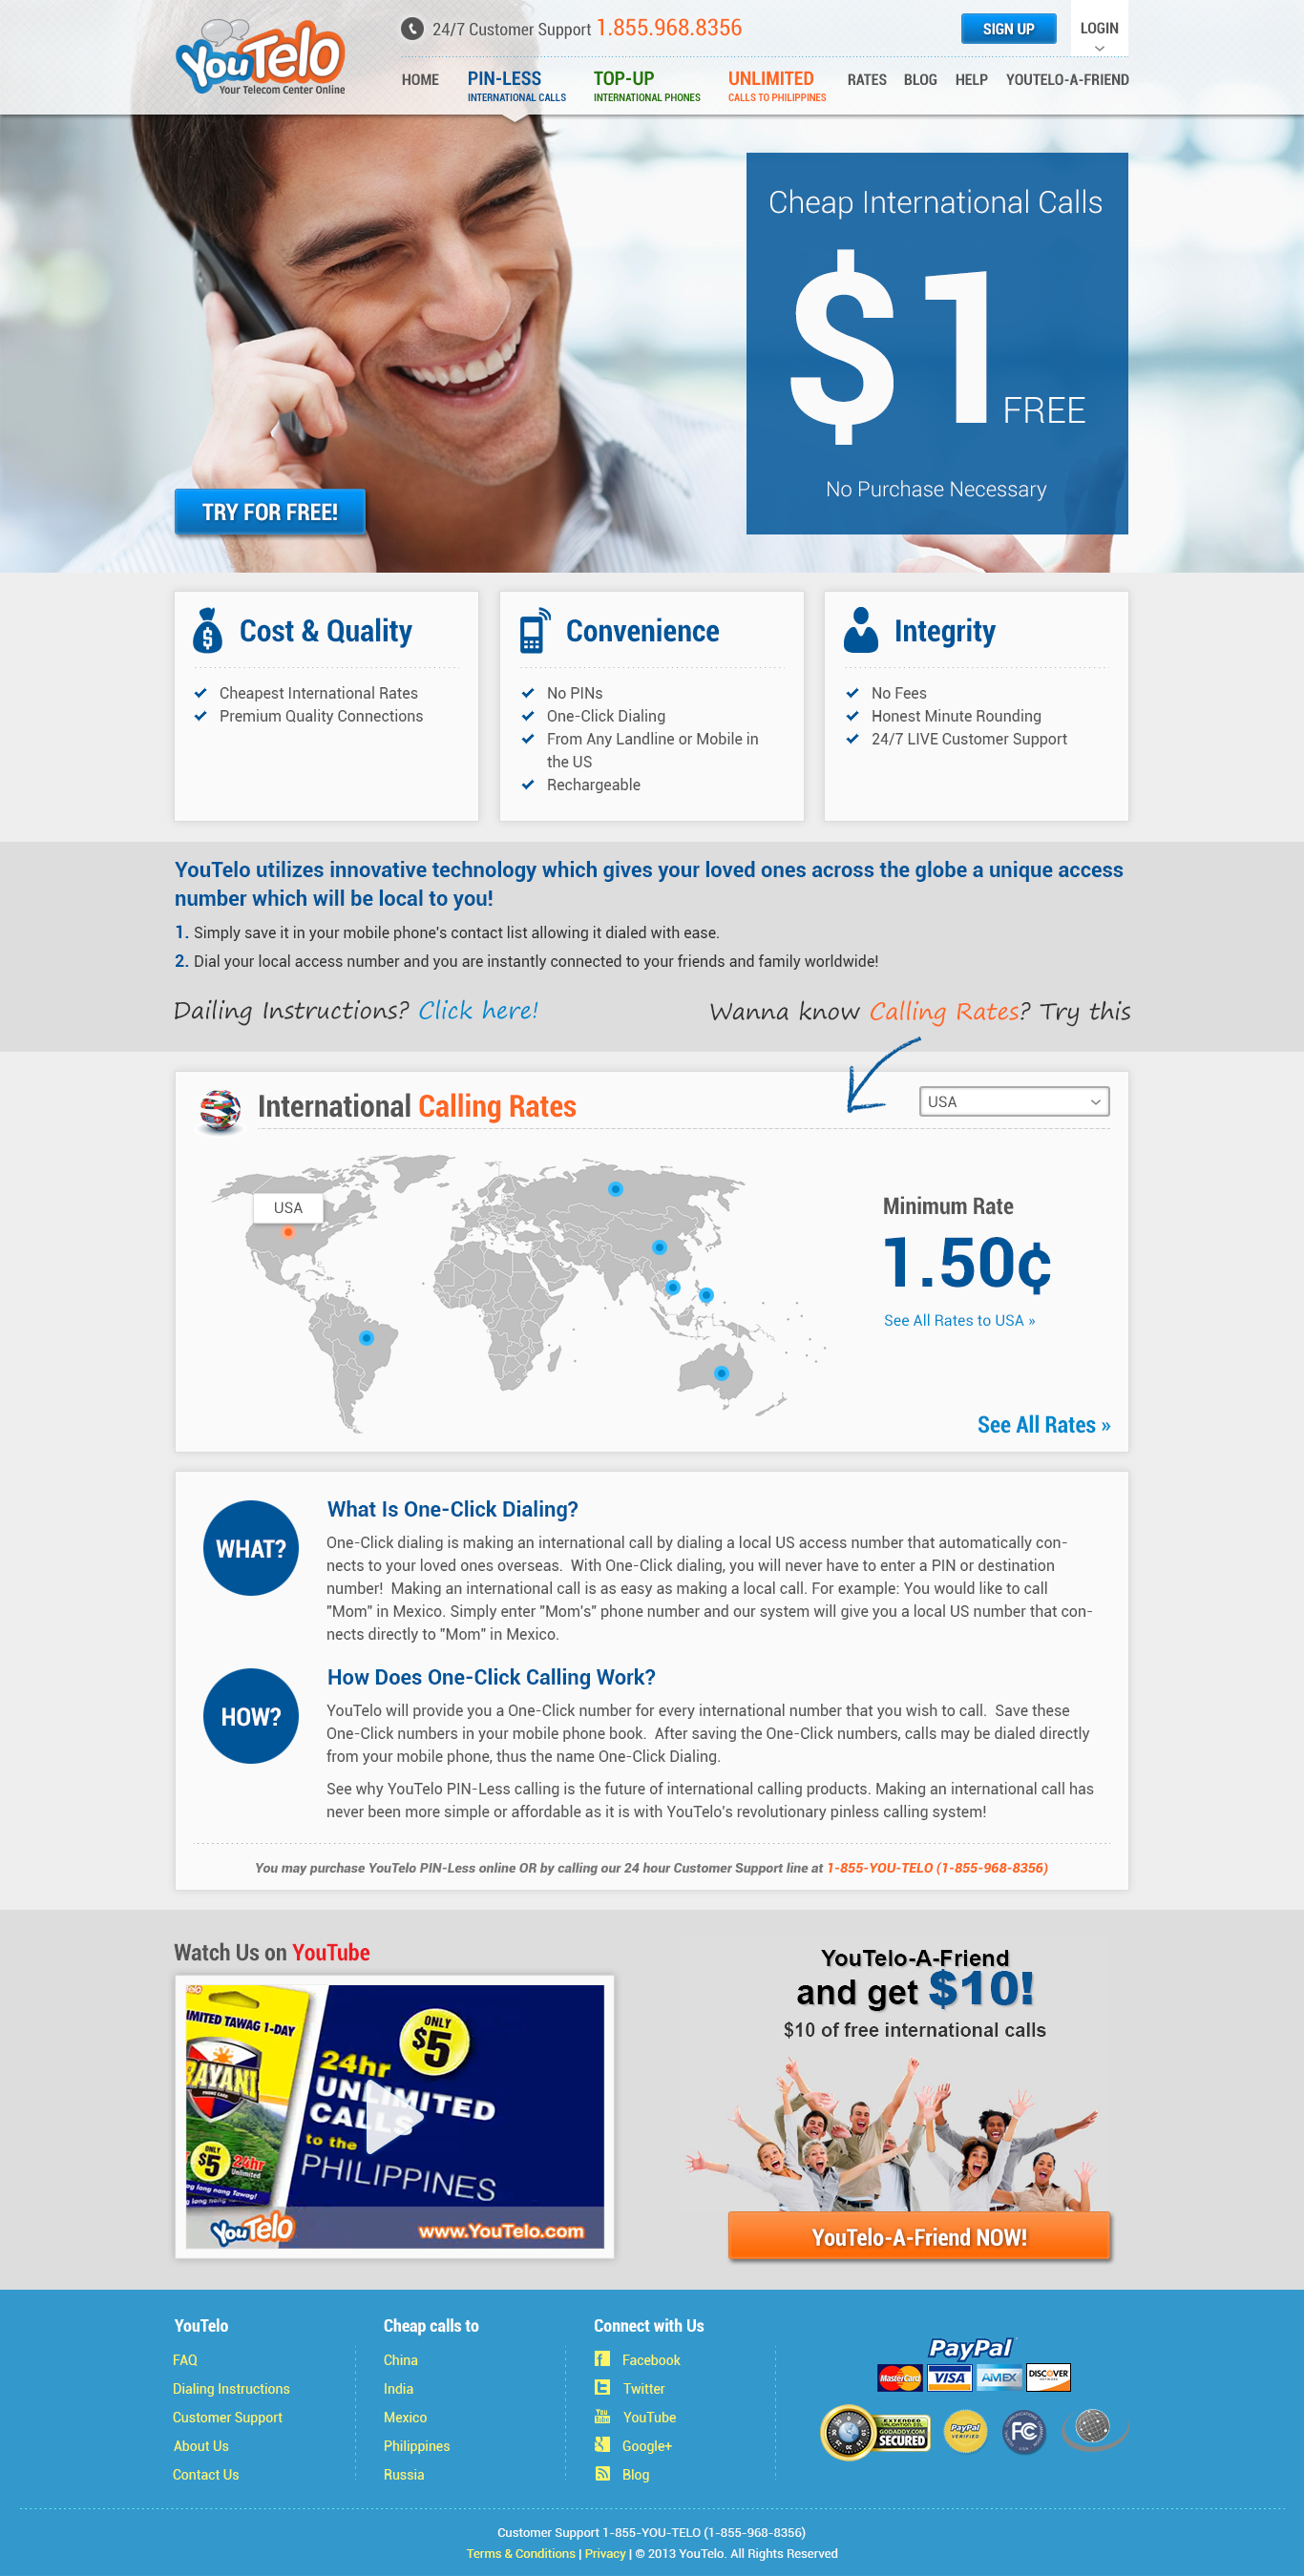 YouTelo
Your Telecom Center Online
24/7 Customer Support 1.855.968.8356
SIGN UP
LOGIN
HOME
PIN-LESS
INTERNATIONAL CALLS
TOP-UP
INTERNATIONAL PHONES
UNLIMITED
CALLS TO PHILIPPINES
RATES
BLOG
HELP
YOUTELO-A-FRIEND
Cheap International Calls
$1 FREE
No Purchase Necessary
TRY FOR FREE!
Cost & Quality
Cheapest International Rates
Premium Quality Connections
Convenience
No PINs
One-Click Dialing
From Any Landline or Mobile in
the US
Rechargeable
Integrity
No Fees
Honest Minute Rounding
24/7 LIVE Customer Support
YouTelo utilizes innovative technology which gives your loved ones across the globe a unique access
number which will be local to you!
1. Simply save it in your mobile phone's contact list allowing it dialed with ease.
2. Dial your local access number and you are instantly connected to your friends and family worldwide!
Dailing Instructions? Click here!
Wanna know Calling Rates? Try this
International Calling Rates
USA
USA
Minimum Rate
1.50¢
See All Rates to USA »
See All Rates »
WHAT?
What Is One-Click Dialing?
One-Click dialing is making an international call by dialing a local US access number that automatically con-
nects to your loved ones overseas.  With One-Click dialing, you will never have to enter a PIN or destination
number!  Making an international call is as easy as making a local call. For example: You would like to call
"Mom" in Mexico. Simply enter "Mom's" phone number and our system will give you a local US number that con-
nects directly to "Mom" in Mexico.
HOW?
How Does One-Click Calling Work?
YouTelo will provide you a One-Click number for every international number that you wish to call.  Save these
One-Click numbers in your mobile phone book.  After saving the One-Click numbers, calls may be dialed directly
from your mobile phone, thus the name One-Click Dialing.
See why YouTelo PIN-Less calling is the future of international calling products. Making an international call has
never been more simple or affordable as it is with YouTelo's revolutionary pinless calling system!
You may purchase YouTelo PIN-Less online OR by calling our 24 hour Customer Support line at 1-855-YOU-TELO (1-855-968-8356)
Watch Us on YouTube
Telo
IMITED TAWAG 1-DAY
BAYANI
PHONE CARD
ONLY
$5
24hr
Unlimited
ONLY
$5
24hr
UNLIMITED
CALLS
to the
PHILIPPINES
YouTelo
www.YouTelo.com
YouTelo-A-Friend
and get $10!
$10 of free international calls
YouTelo-A-Friend NOW!
YouTelo
FAQ
Dialing Instructions
Customer Support
About Us
Contact Us
Cheap calls to
China
India
Mexico
Philippines
Russia
Connect with Us
Facebook
Twitter
YouTube
Google+
Blog
PayPal
MasterCard
VISA
AMEX
DISCOVER
GODADDY.COM
SECURED
PayPal
VERIFIED
FC
Customer Support 1-855-YOU-TELO (1-855-968-8356)
Terms & Conditions | Privacy | © 2013 YouTelo. All Rights Reserved